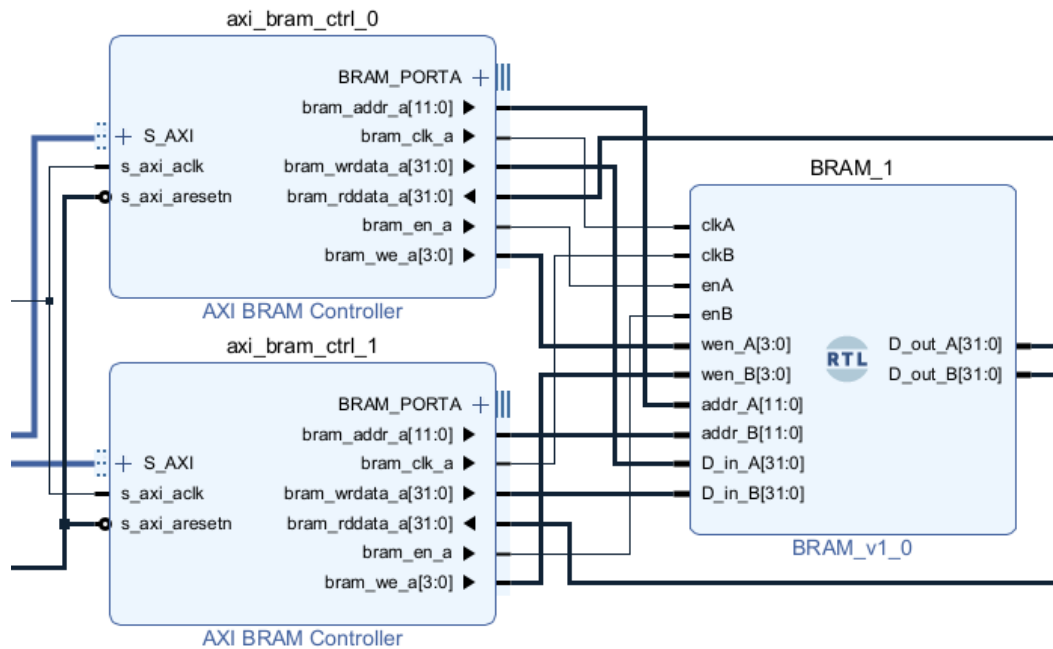 axi_bram_ctrl_0
BRAM_PORTA
bram_addr_a[11:0]
S_AXI
bram_clk_a
s_axi_aclk
bram_wrdata_a[31:0]
s_axi_aresetn
bram_rddata_a[31:0]
bram_en_a
bram_we_a[3:0]
AXI BRAM Controller
axi_bram_ctrl_1
BRAM_PORTA
bram_addr_a[11:0]
S_AXI
bram_clk_a
s_axi_aclk
bram_wrdata_a[31:0]
s_axi_aresetn
bram_rddata_a[31:0]
bram_en_a
bram_we_a[3:0]
AXI BRAM Controller
BRAM_1
clkA
clkB
enA
enB
wen_A[3:0]
wen_B[3:0]
addr_A[11:0]
addr_B[11:0]
D_in_A[31:0]
D_in_B[31:0]
RTL
D_out_A[31:0]
D_out_B[31:0]
BRAM_v1_0